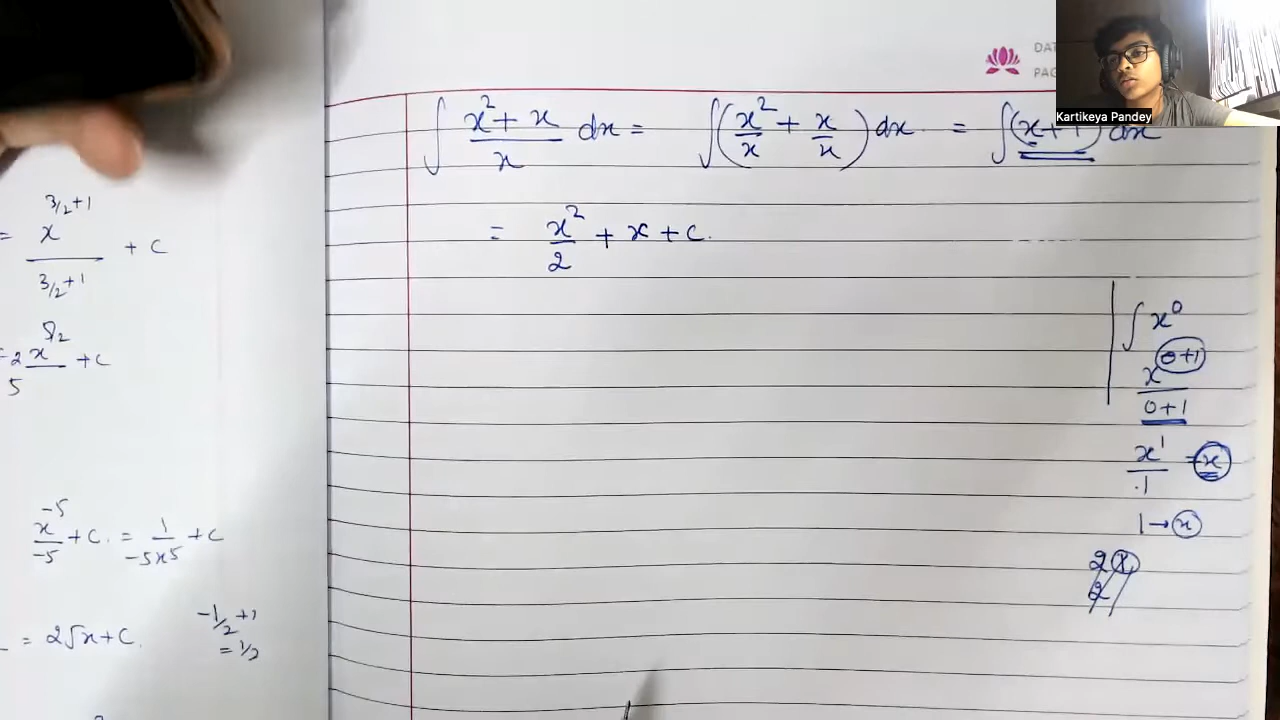 DAT
PAG
Kartikeya Pandey
∫ (x² + x)/x dx = ∫(x²/x + x/x) dx = ∫(x+1) dx
= x²/2 + x + c.
∫ x⁰
x^(0+1)/(0+1)
x¹/1 = x
1 → x
2x
2
= x^(3/2+1)/(3/2+1) + c
= 2x^(5/2)/5 + c
x^(-5)/-5 + c. = 1/(-5x⁵) + c
= 2√x + c.
-1/2 + 1
= 1/2